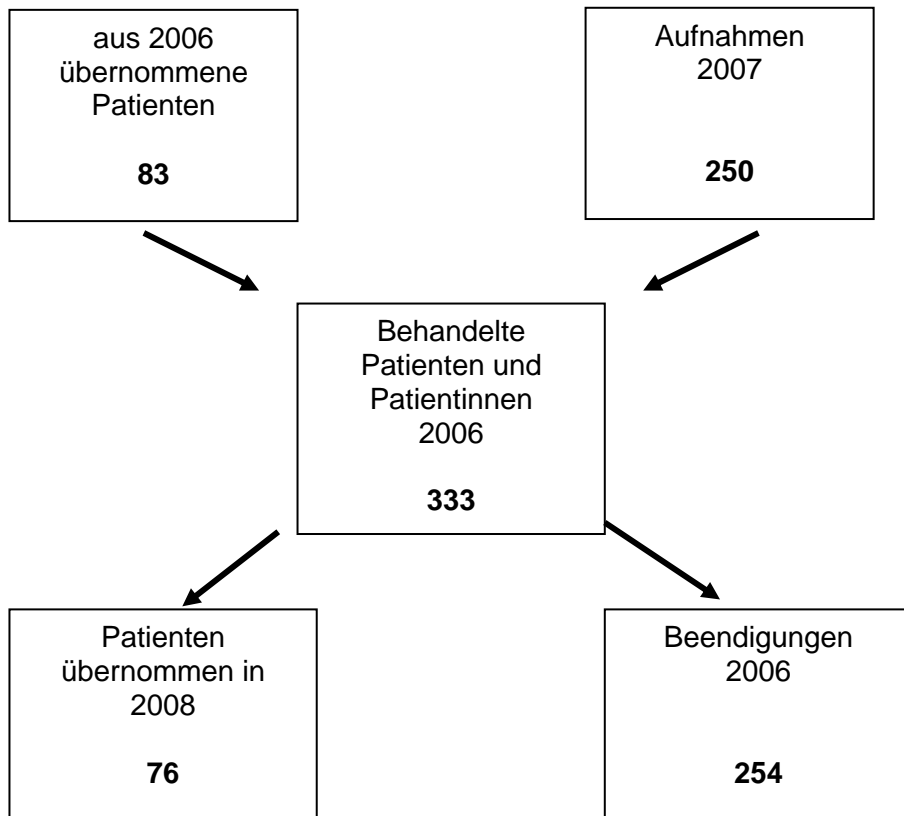 aus 2006
übernommene
Patienten
83
Aufnahmen
2007
250
Behandelte
Patienten und
Patientinnen
2006
333
Patienten
übernommen in
2008
76
Beendigungen
2006
254